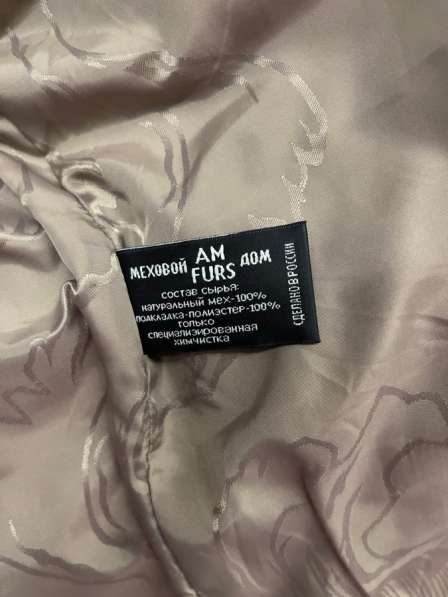 МЕХОВОЙ AM FURS ДОМ
СОСТАВ СЫРЬЯ:
НАТУРАЛЬНЫЙ МЕХ-100%
ПОДКЛАДКА-ПОЛИЭСТЕР-100%
ТОЛЬКО
СПЕЦИАЛИЗИРОВАННАЯ
ХИМЧИСТКА
СДЕЛАНО В РОССИИ